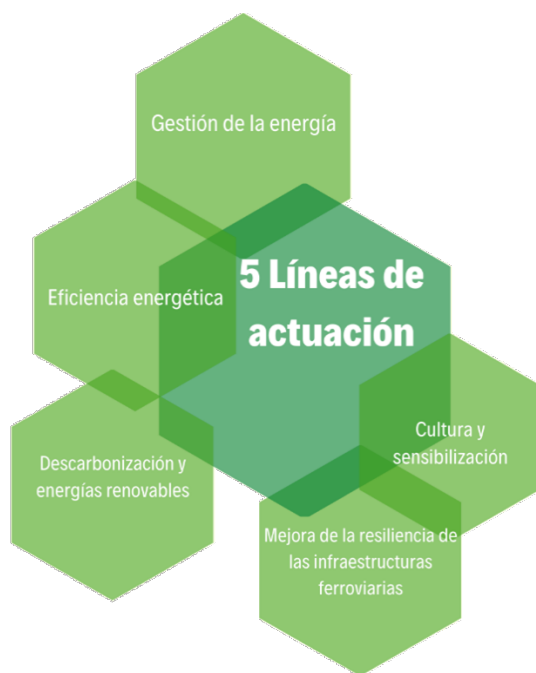 Gestión de la energía
5 Líneas de
actuación
Eficiencia energética
Cultura y
sensibilización
Descarbonización y
energías renovables
Mejora de la resiliencia de
las infraestructuras
ferroviarias